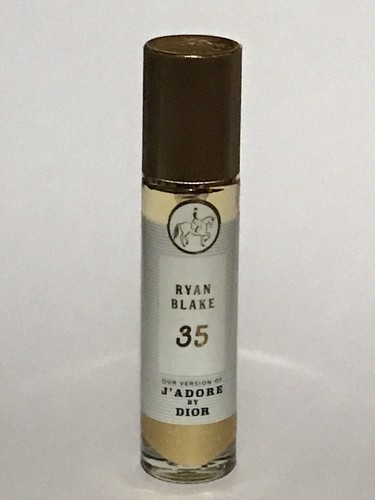 RYAN
BLAKE
35
OUR VERSION OF
J'ADORE
BY
DIOR